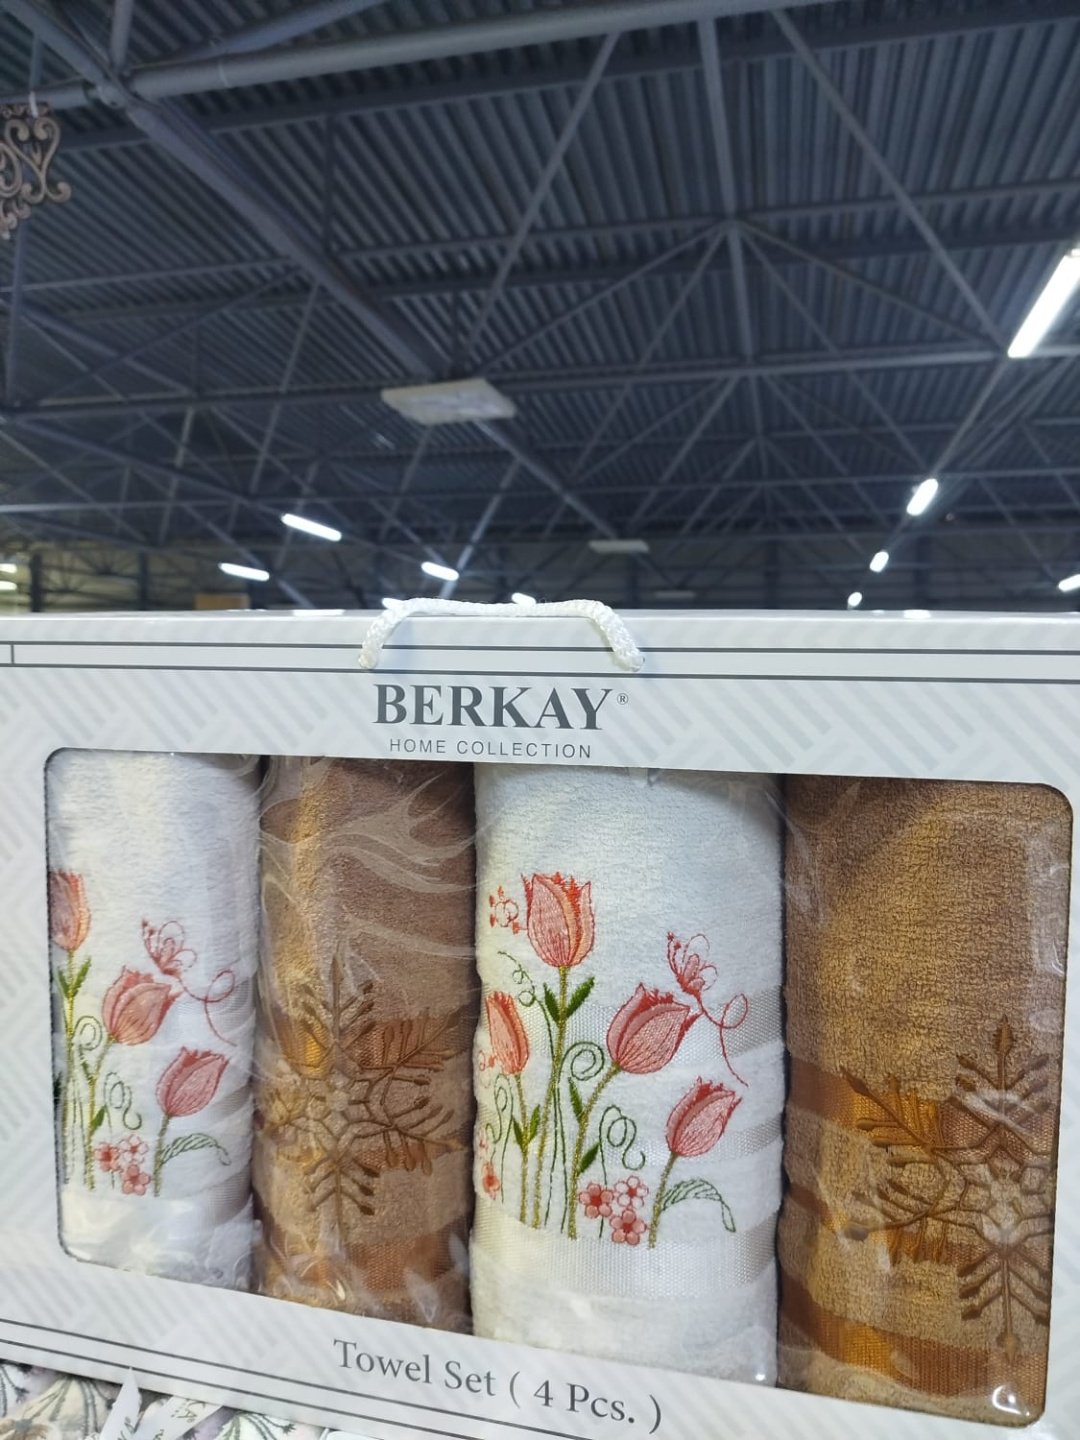 BERKAY®
HOME COLLECTION
Towel Set ( 4 Pcs. )